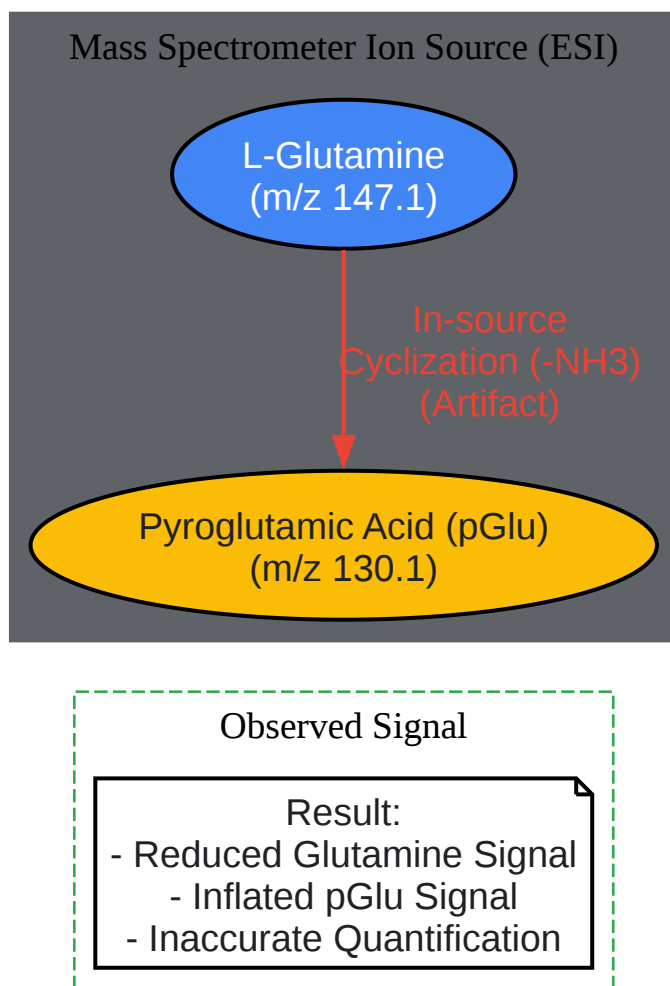 Mass Spectrometer Ion Source (ESI)
L-Glutamine
(m/z 147.1)
In-source
Cyclization (-NH3)
(Artifact)
Pyroglutamic Acid (pGlu)
(m/z 130.1)
Observed Signal
Result:
- Reduced Glutamine Signal
- Inflated pGlu Signal
- Inaccurate Quantification